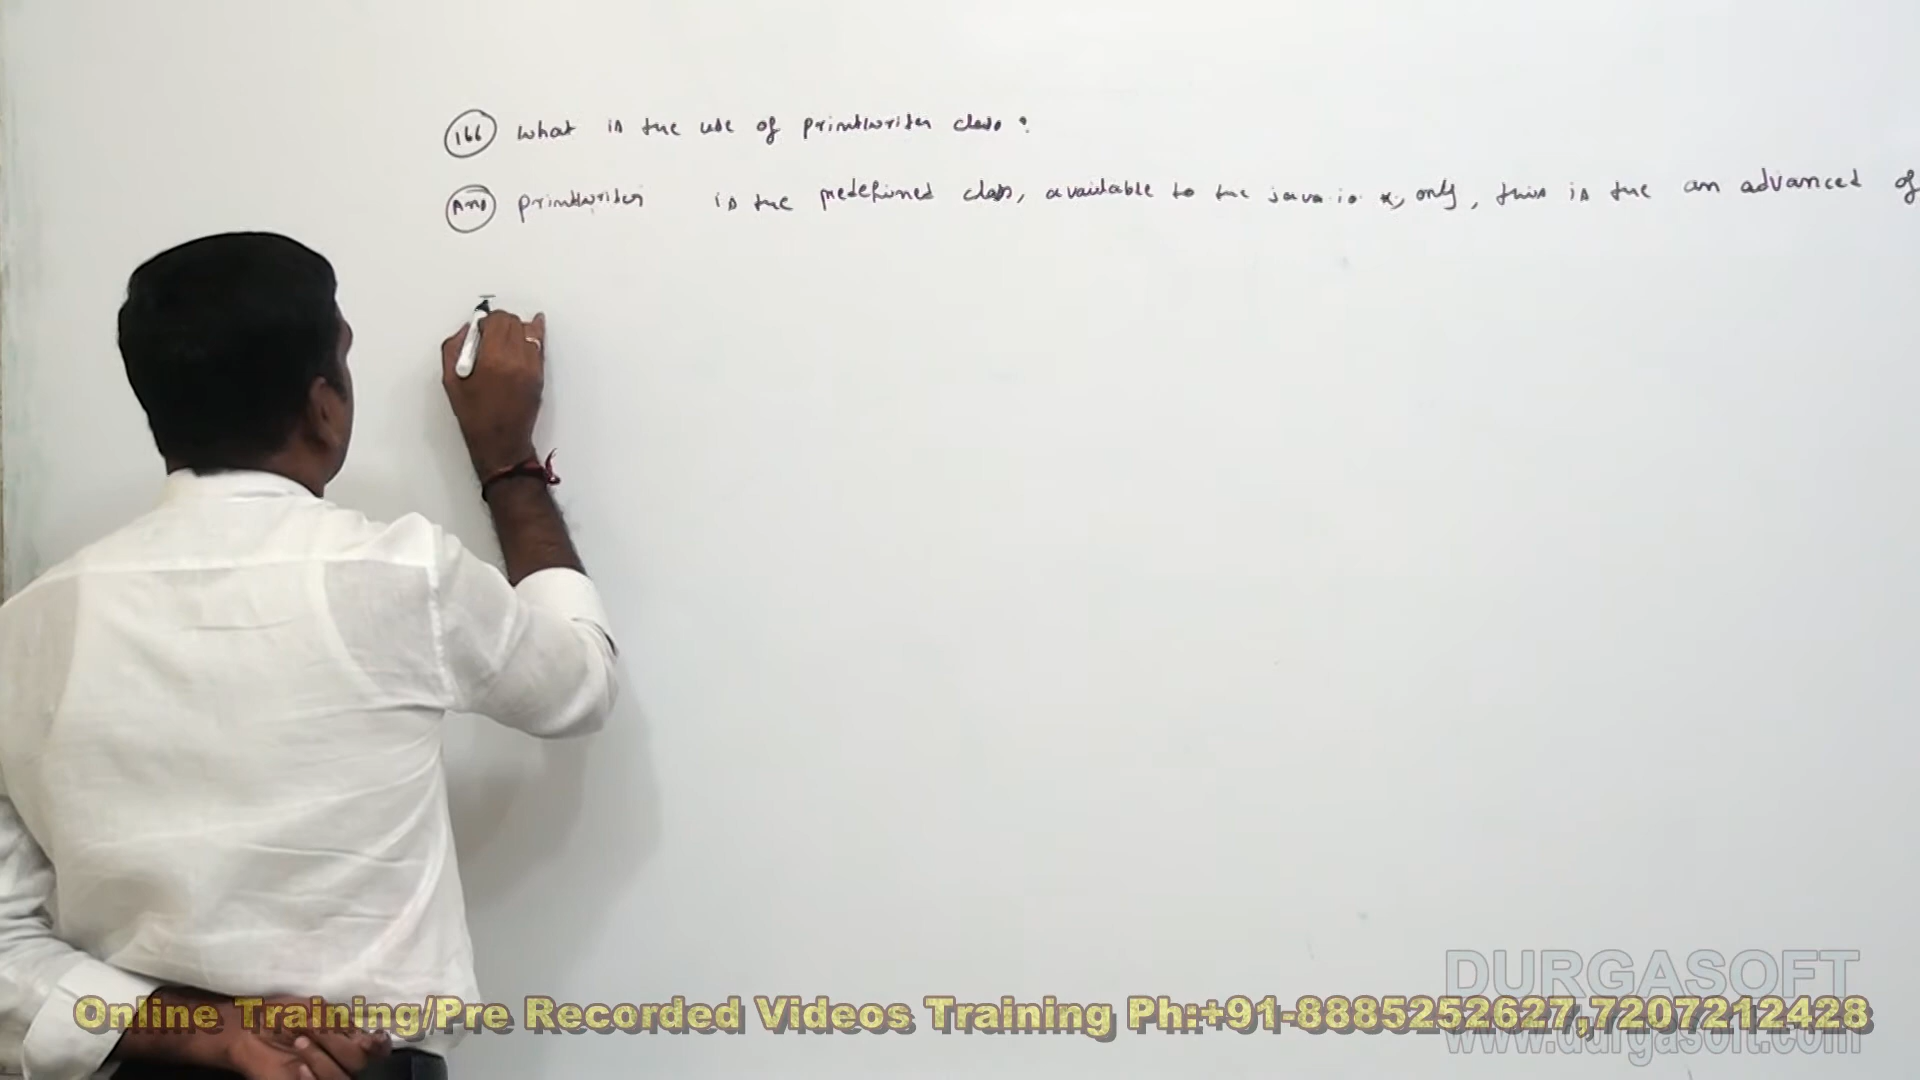 166 What is the use of printwriter class?
Ans printwriter is the predefined class, available to the java.io only, this is the an advanced of
DURGASOFT
Online Training/Pre Recorded Videos Training Ph:+91-8885252627,7207212428
www.durgasoft.com